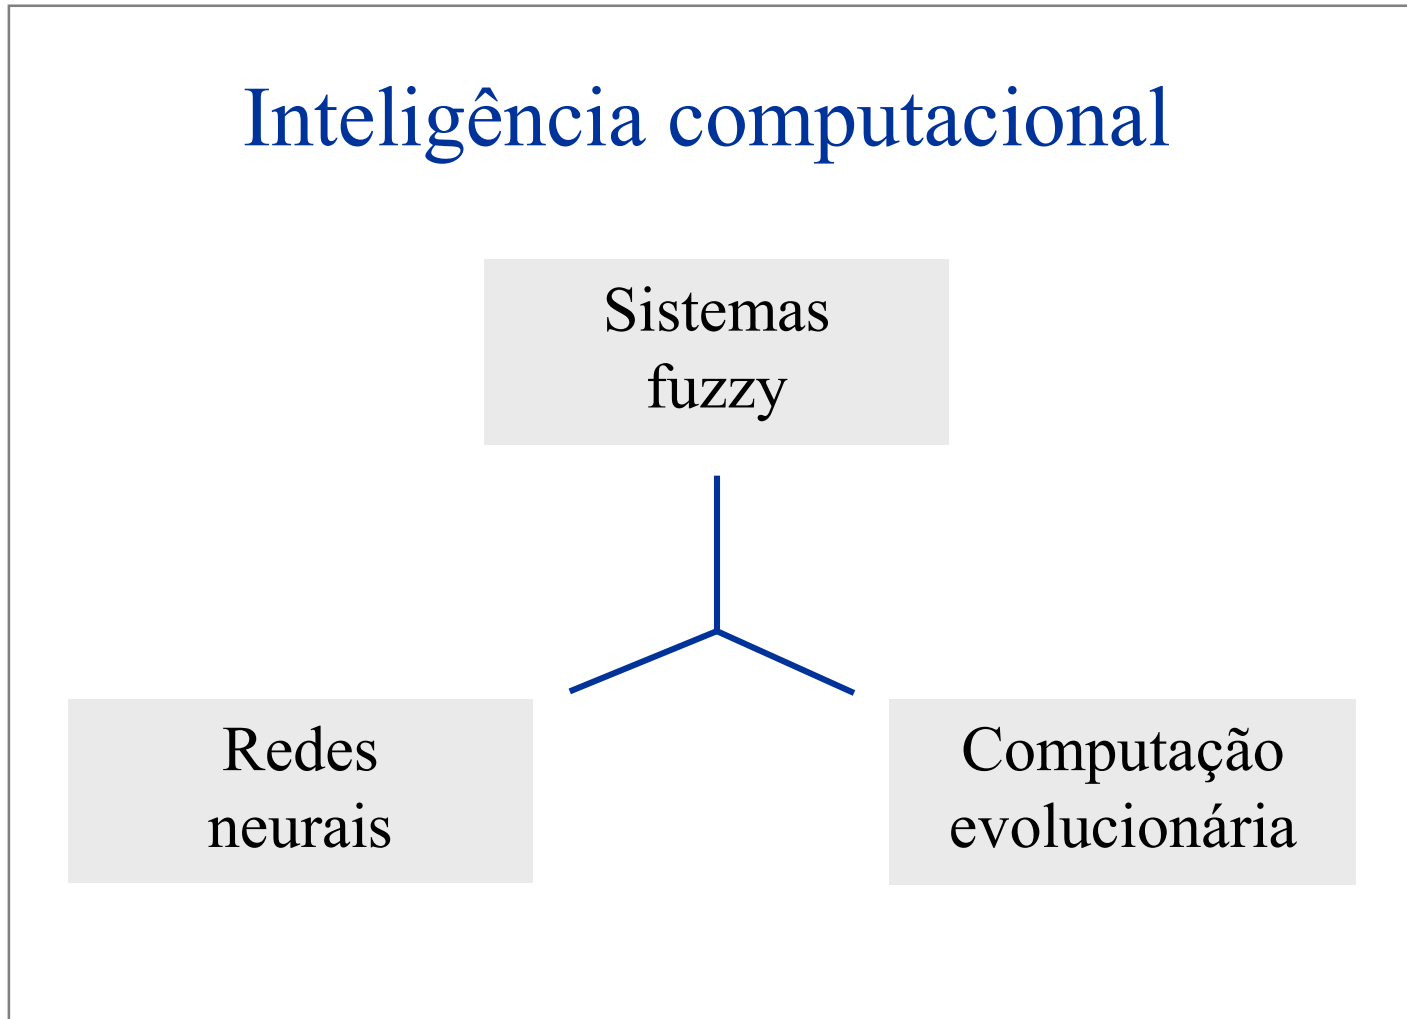 Inteligência computacional
Sistemas
fuzzy
Redes
neurais
Computação
evolucionária